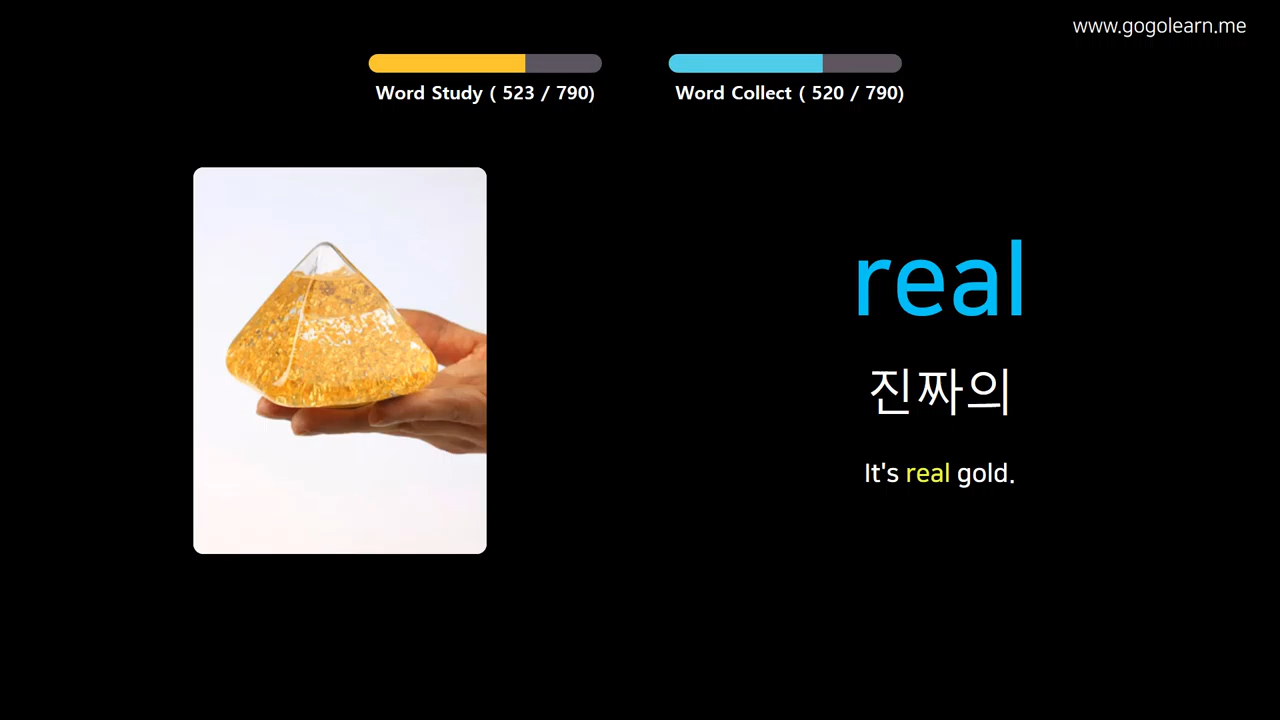 www.gogolearn.me
Word Study ( 523 / 790)
Word Collect ( 520 / 790)
real
진짜의
It's real gold.